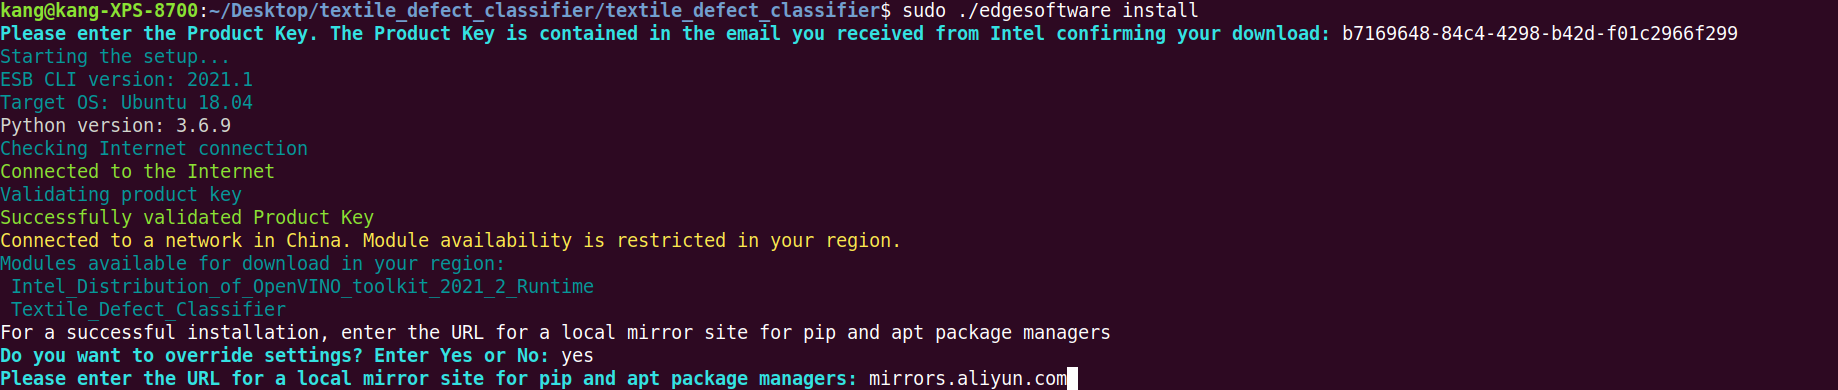 kang@kang-XPS-8700:~/Desktop/textile_defect_classifier/textile_defect_classifier$ sudo ./edgesoftware install
Please enter the Product Key. The Product Key is contained in the email you received from Intel confirming your download: b7169648-84c4-4298-b42d-f01c2966f299
Starting the setup...
ESB CLI version: 2021.1
Target OS: Ubuntu 18.04
Python version: 3.6.9
Checking Internet connection
Connected to the Internet
Validating product key
Successfully validated Product Key
Connected to a network in China. Module availability is restricted in your region.
Modules available for download in your region:
Intel_Distribution_of_OpenVINO_toolkit_2021_2_Runtime
Textile_Defect_Classifier
For a successful installation, enter the URL for a local mirror site for pip and apt package managers
Do you want to override settings? Enter Yes or No: yes
Please enter the URL for a local mirror site for pip and apt package managers: mirrors.aliyun.com